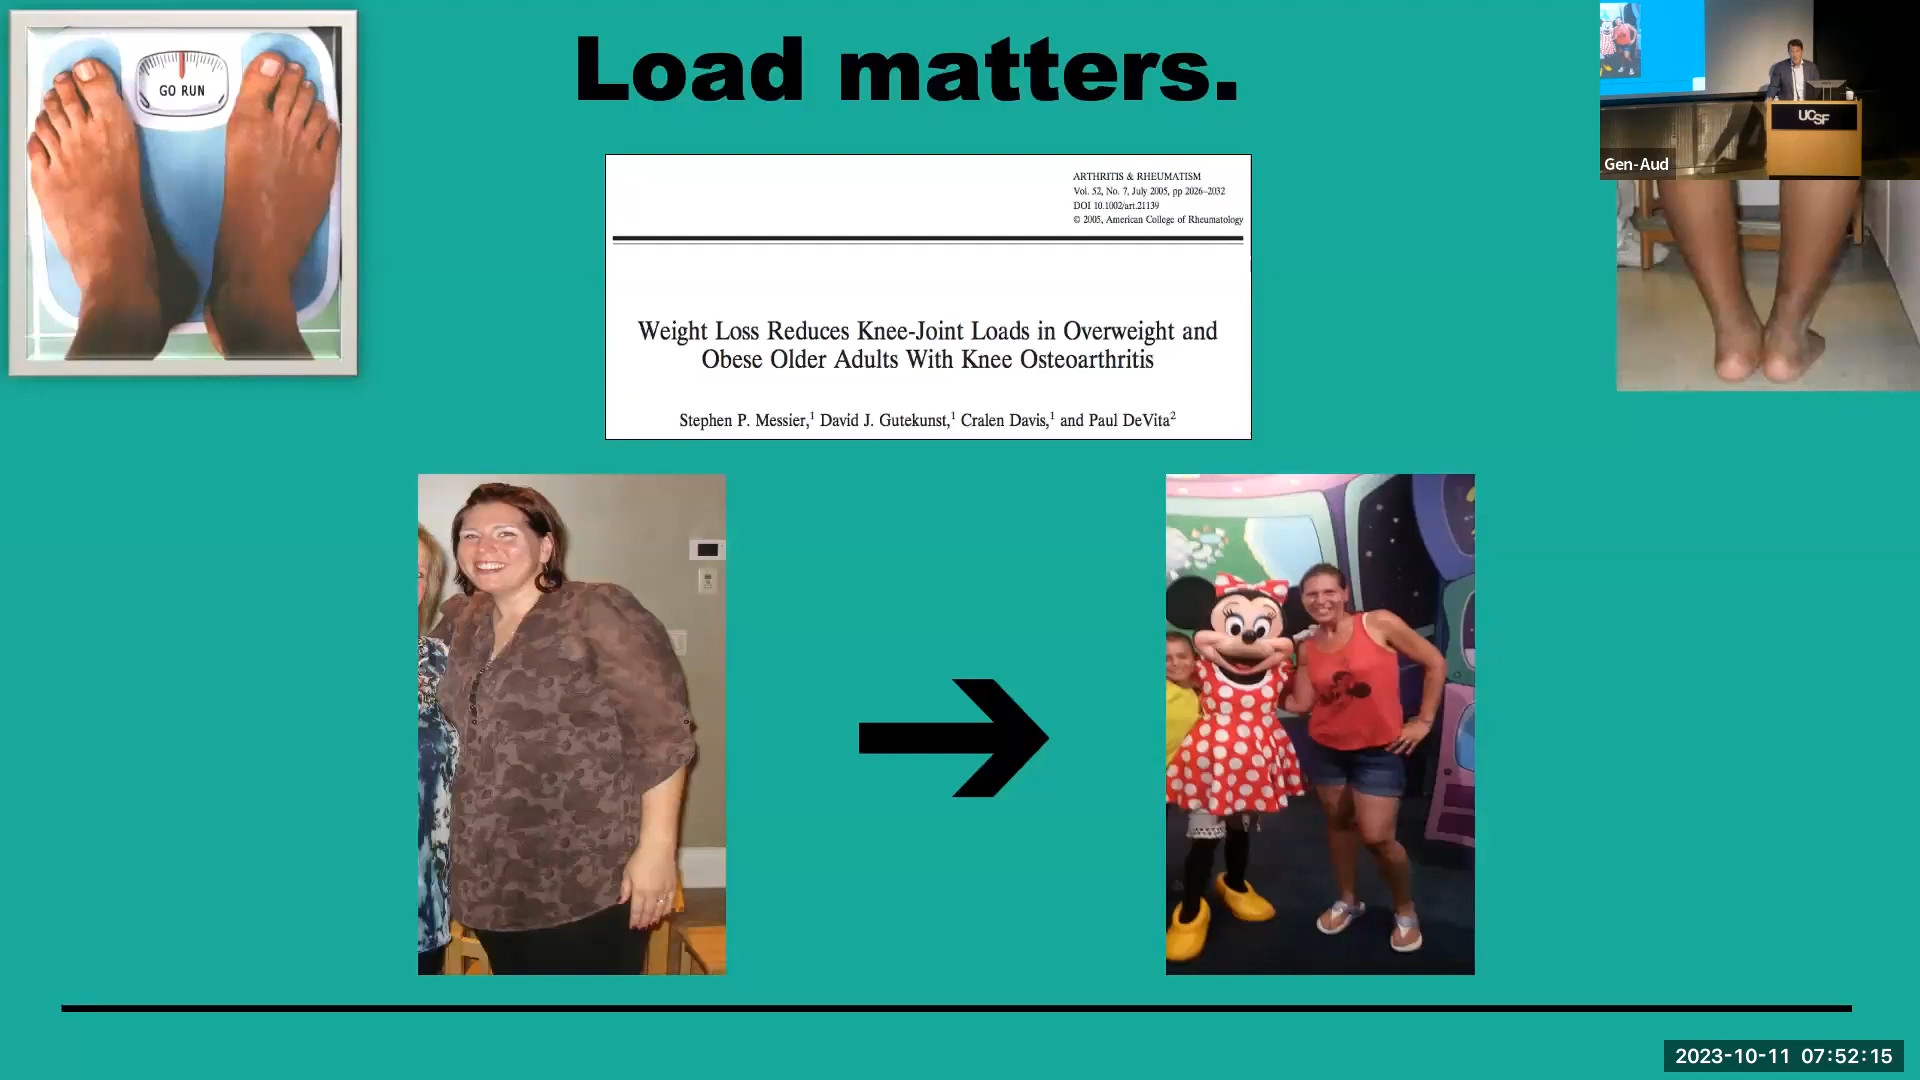 GO RUN
Load matters.
UCSF
Gen-Aud
ARTHRITIS & RHEUMATISM
Vol. 52, No. 7, July 2005, pp 2026–2032
DOI 10.1002/art.21139
© 2005, American College of Rheumatology
Weight Loss Reduces Knee-Joint Loads in Overweight and
Obese Older Adults With Knee Osteoarthritis
Stephen P. Messier,1 David J. Gutekunst,1 Cralen Davis,1 and Paul DeVita2
2023-10-11 07:52:15